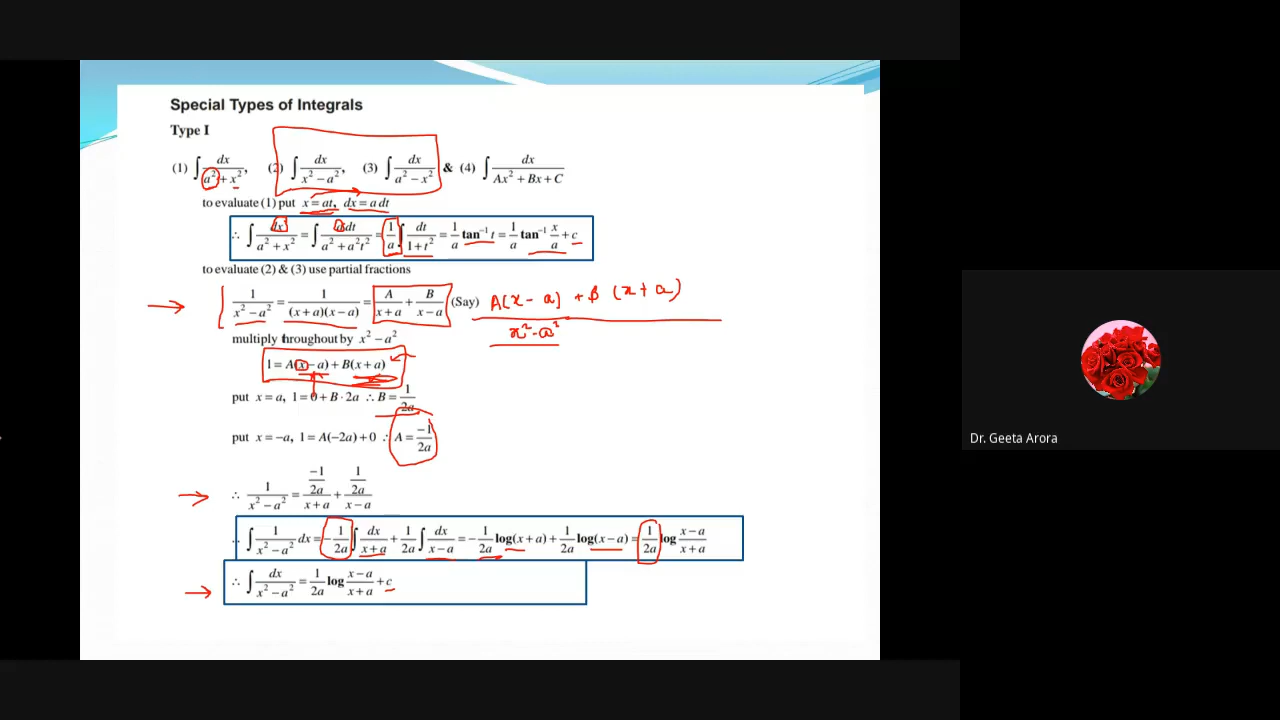 Special Types of Integrals
Type I
(1) ∫ dx/(a² + x²), (2) ∫ dx/(x² − a²), (3) ∫ dx/(a² − x²) & (4) ∫ dx/(Ax² + Bx + C)
to evaluate (1) put x = at, dx = a dt
∴ ∫ dx/(a² + x²) = ∫ adt/(a² + a²t²) = 1/a ∫ dt/(1 + t²) = 1/a tan⁻¹ t = 1/a tan⁻¹ x/a + c
to evaluate (2) & (3) use partial fractions
1/(x² − a²) = 1/((x + a)(x − a)) = A/(x + a) + B/(x − a) (Say) (A(x − a) + B (x + a))/(x² − a²)
multiply throughout by x² − a²
1 = A(x − a) + B(x + a)
put x = a, 1 = 0 + B · 2a ∴ B = 1/2a
put x = −a, 1 = A(−2a) + 0 ∴ A = −1/2a
∴ 1/(x² − a²) = (−1/2a)/(x + a) + (1/2a)/(x − a)
∴ ∫ 1/(x² − a²) dx = −1/2a ∫ dx/(x + a) + 1/2a ∫ dx/(x − a) = −1/2a log(x + a) + 1/2a log(x − a) = 1/2a log (x − a)/(x + a)
∴ ∫ dx/(x² − a²) = 1/2a log (x − a)/(x + a) + c
Dr. Geeta Arora